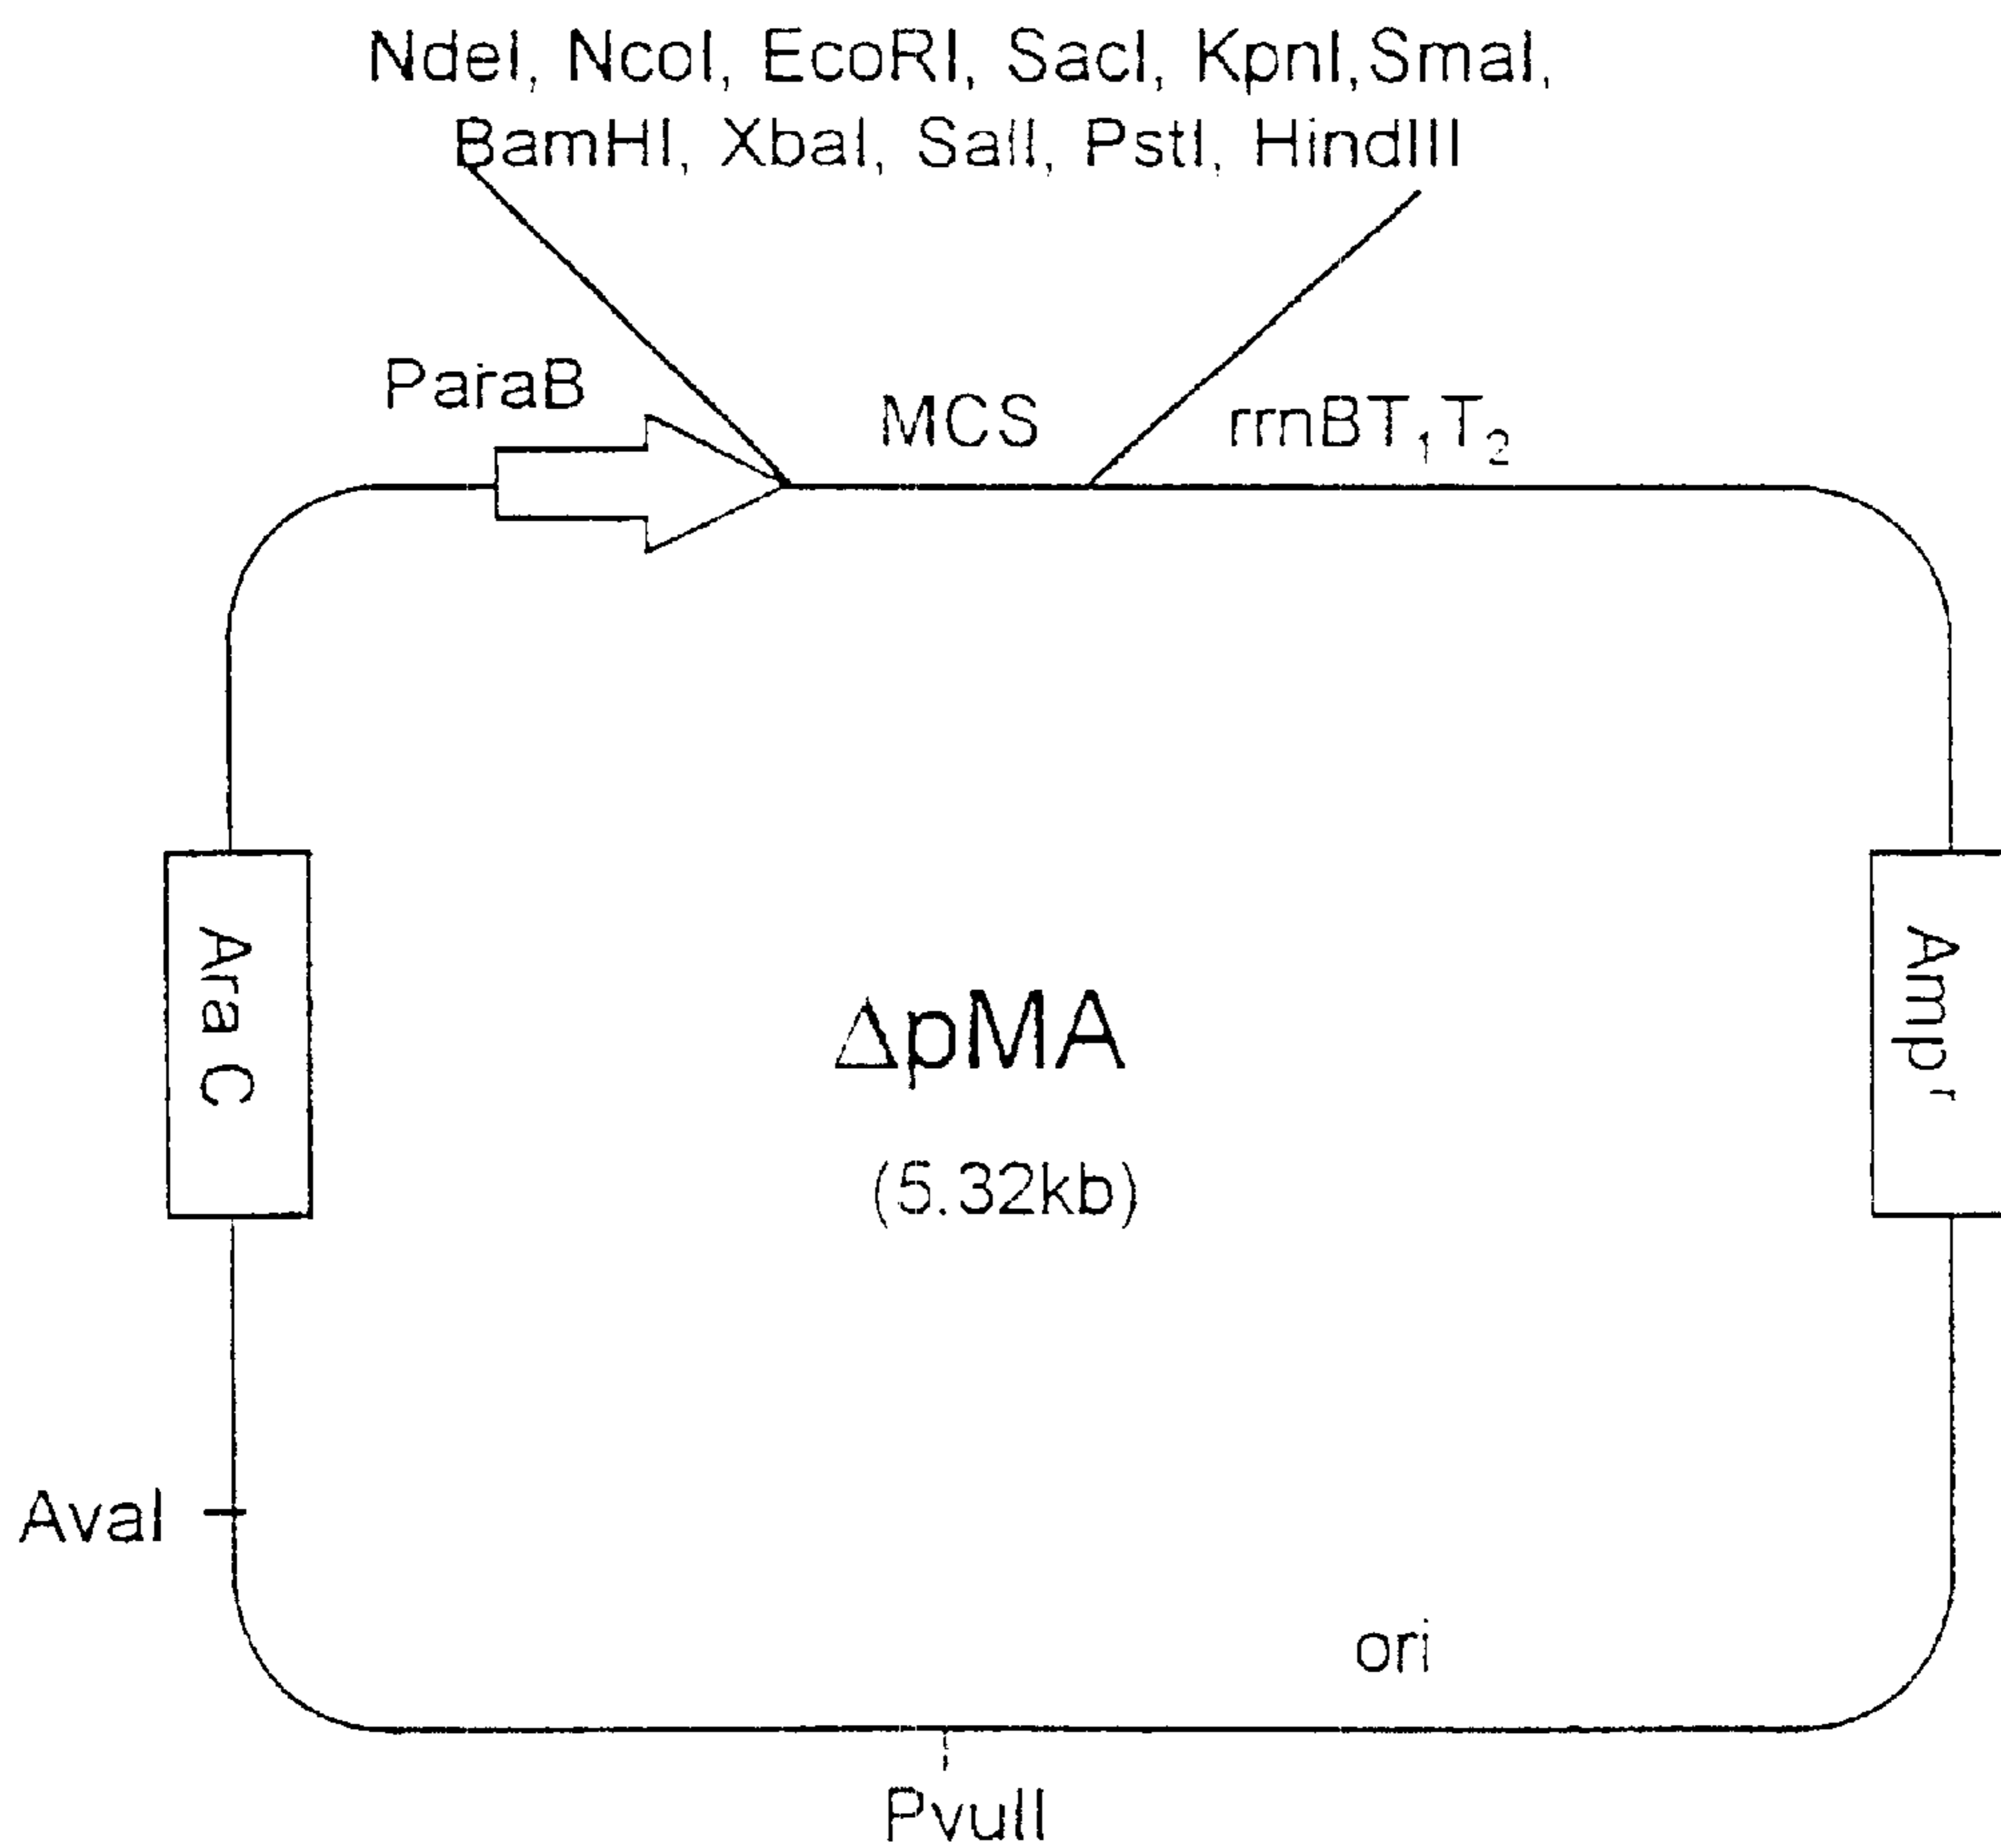 NdeI, NcoI, EcoRI, SacI, KpnI,SmaI,
BamHI, XbaI, SalI, PstI, HindIII
ParaB
MCS
rrnBT₁T₂
Ara C
Ampʳ
ΔpMA
(5.32kb)
AvaI
ori
PvuII